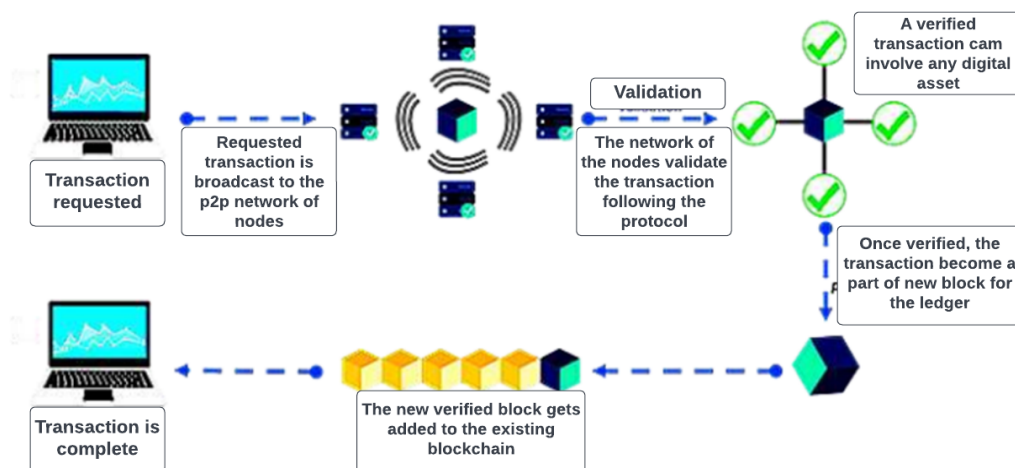 A verified
transaction cam
involve any digital
asset
Validation
Transaction
requested
Requested
transaction is
broadcast to the
p2p network of
nodes
The network of
the nodes validate
the transaction
following the
protocol
Once verified, the
transaction become a
part of new block for
the ledger
The new verified block gets
added to the existing
blockchain
Transaction is
complete